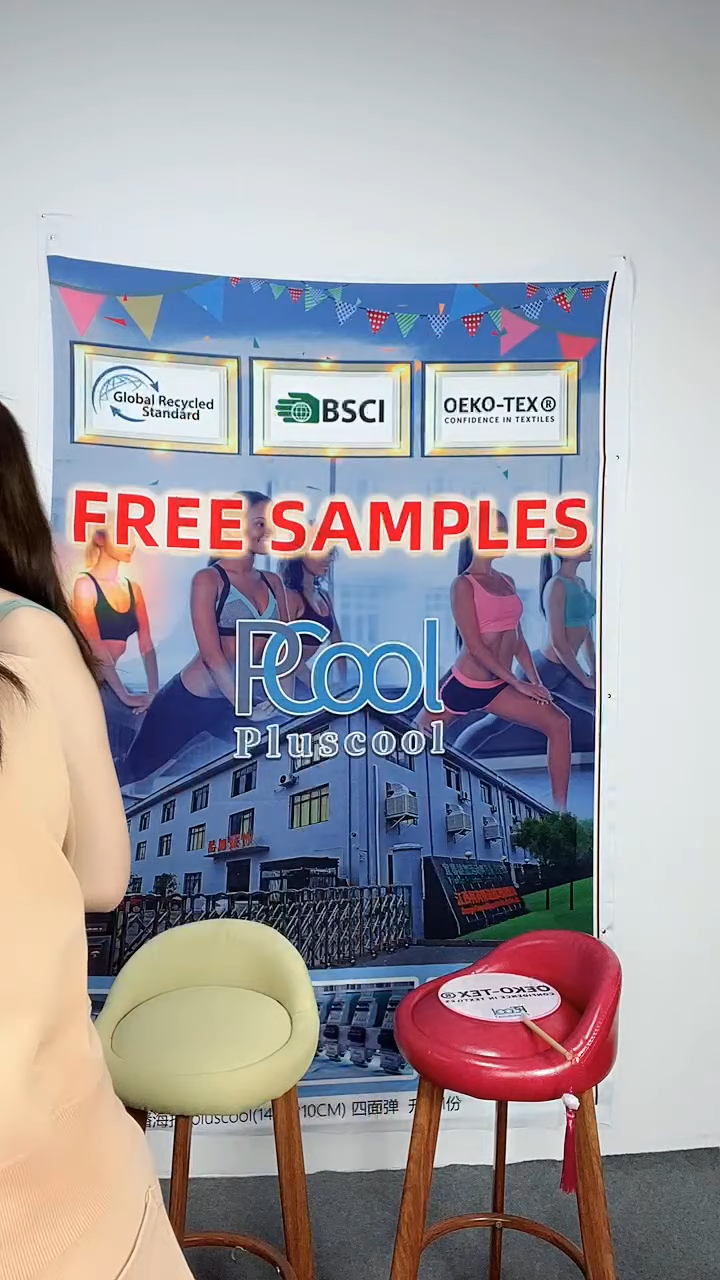 Global Recycled
Standard
BSCI
OEKO-TEX®
CONFIDENCE IN TEXTILES
FREE SAMPLES
PCool
Pluscool
OEKO-TEX®
CONFIDENCE IN TEXTILES
PCool
pluscool(14 10CM) 四面弹